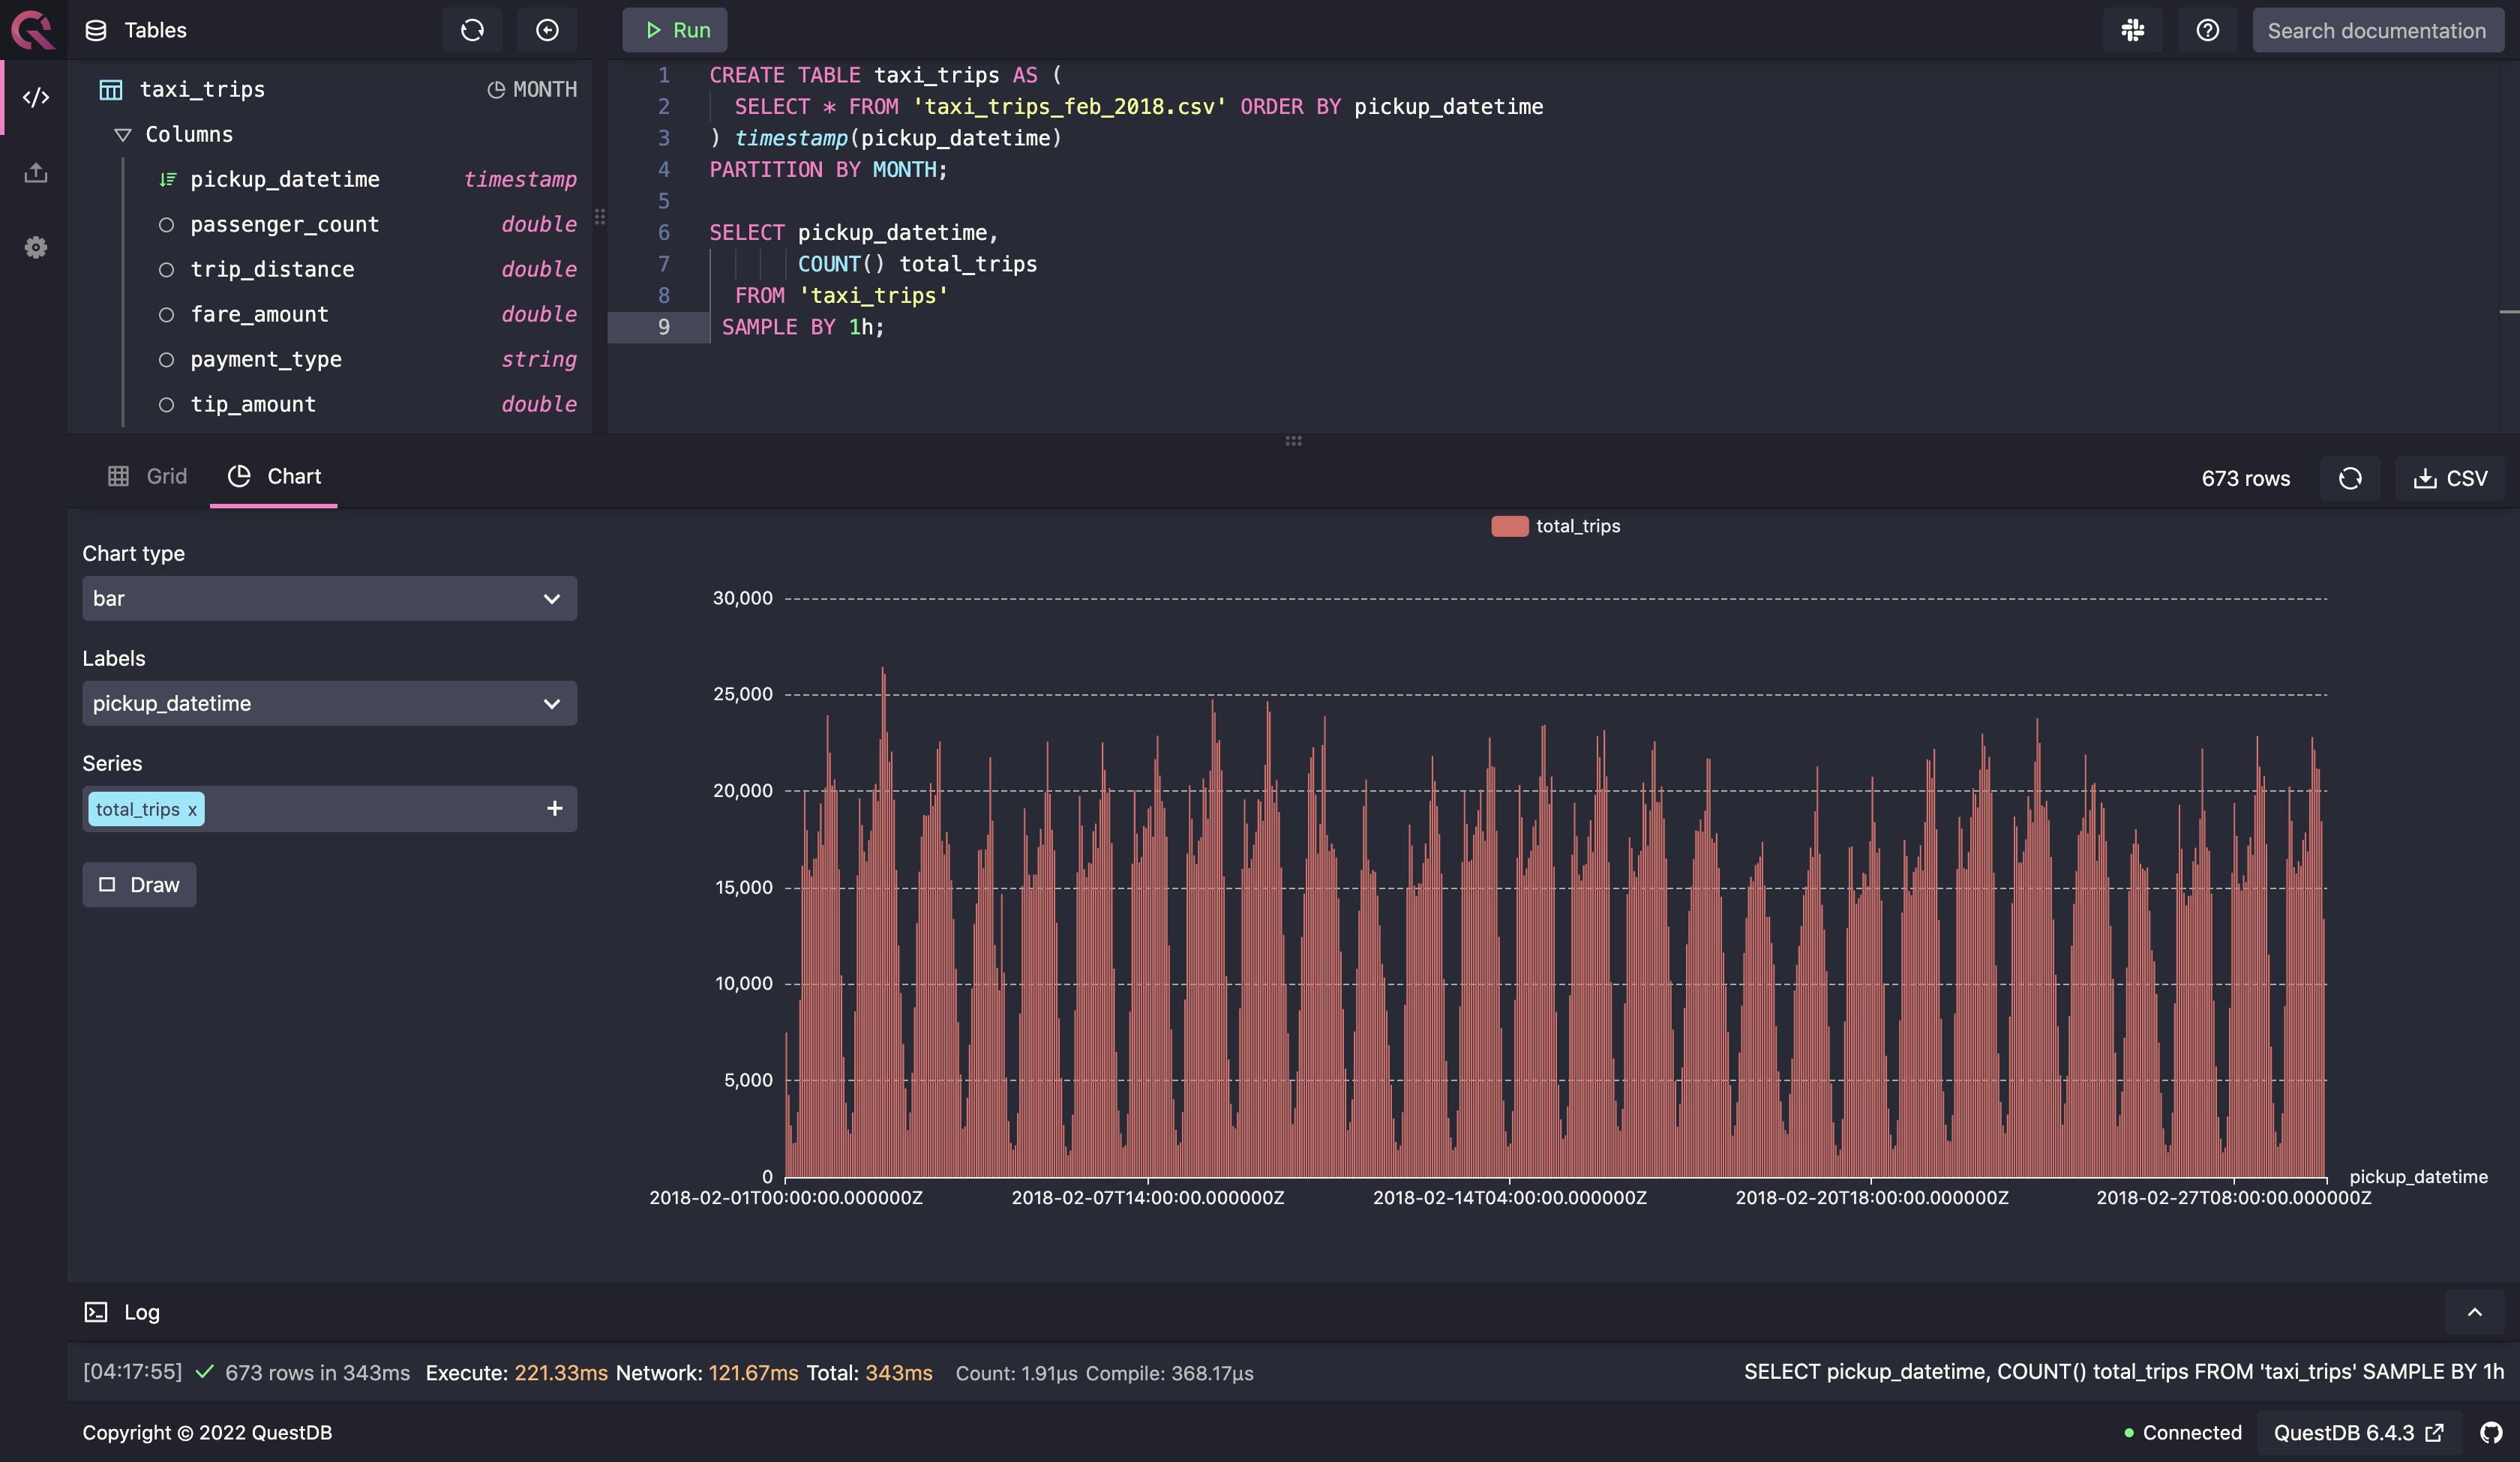 Tables
Run
Search documentation
taxi_trips MONTH
Columns
pickup_datetime timestamp
passenger_count double
trip_distance double
fare_amount double
payment_type string
tip_amount double
1 CREATE TABLE taxi_trips AS (
2 SELECT * FROM 'taxi_trips_feb_2018.csv' ORDER BY pickup_datetime
3 ) timestamp(pickup_datetime)
4 PARTITION BY MONTH;
5
6 SELECT pickup_datetime,
7 COUNT() total_trips
8 FROM 'taxi_trips'
9 SAMPLE BY 1h;
Grid Chart
673 rows
CSV
Chart type
bar
Labels
pickup_datetime
Series
total_trips x
Draw
total_trips
30,000
25,000
20,000
15,000
10,000
5,000
0
pickup_datetime
2018-02-01T00:00:00.000000Z 2018-02-07T14:00:00.000000Z 2018-02-14T04:00:00.000000Z 2018-02-20T18:00:00.000000Z 2018-02-27T08:00:00.000000Z
Log
[04:17:55] 673 rows in 343ms Execute: 221.33ms Network: 121.67ms Total: 343ms Count: 1.91µs Compile: 368.17µs
SELECT pickup_datetime, COUNT() total_trips FROM 'taxi_trips' SAMPLE BY 1h
Copyright © 2022 QuestDB
Connected
QuestDB 6.4.3